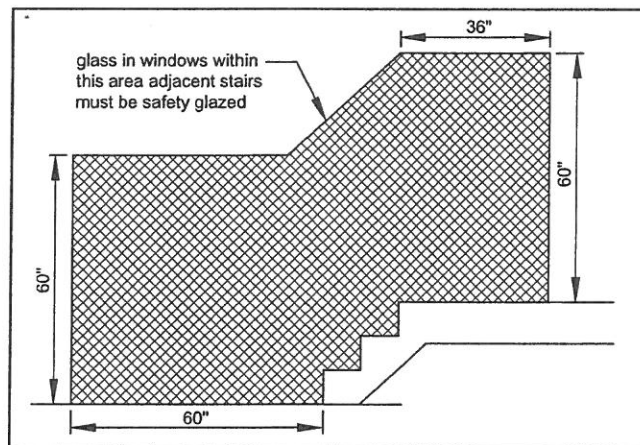 36"
glass in windows within
this area adjacent stairs
must be safety glazed
60"
60"
60"